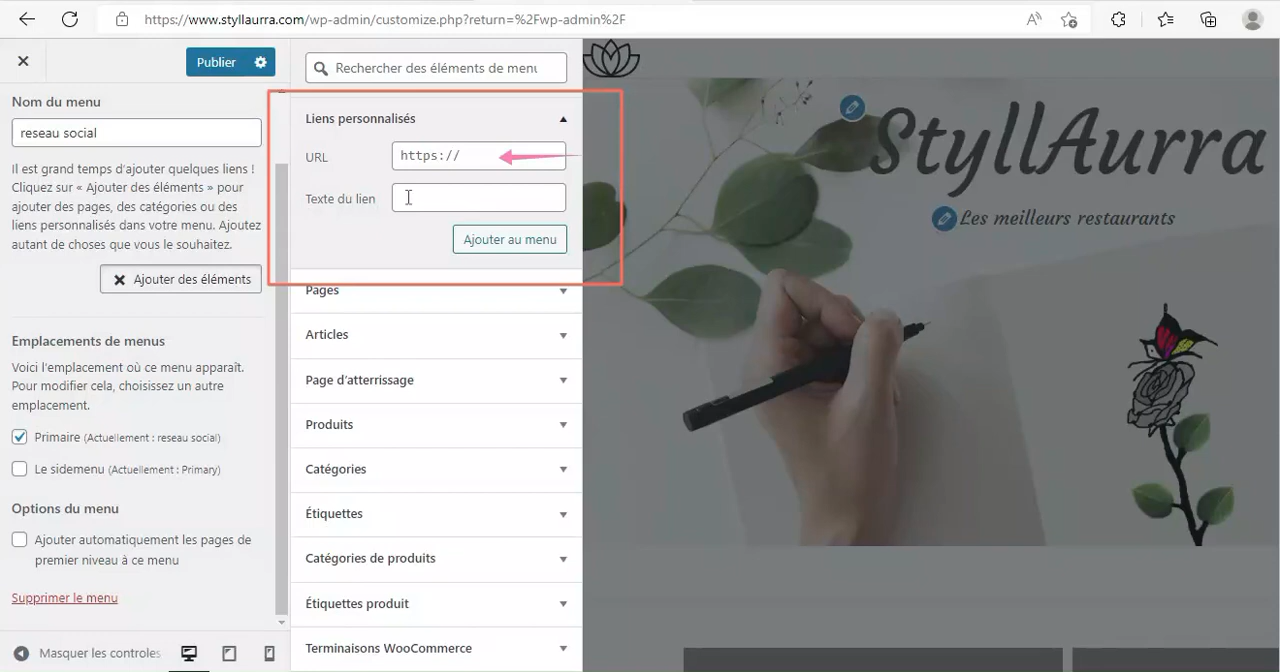 https://www.styllaurra.com/wp-admin/customize.php?return=%2Fwp-admin%2F
Publier
Nom du menu
reseau social
Il est grand temps d'ajouter quelques liens !
Cliquez sur « Ajouter des éléments » pour
ajouter des pages, des catégories ou des
liens personnalisés dans votre menu. Ajoutez
autant de choses que vous le souhaitez.
Ajouter des éléments
Emplacements de menus
Voici l'emplacement où ce menu apparaît.
Pour modifier cela, choisissez un autre
emplacement.
Primaire (Actuellement : reseau social)
Le sidemenu (Actuellement : Primary)
Options du menu
Ajouter automatiquement les pages de
premier niveau à ce menu
Supprimer le menu
Masquer les controles
Rechercher des éléments de menu
Liens personnalisés
URL
https://
Texte du lien
Ajouter au menu
Pages
Articles
Page d'atterrissage
Produits
Catégories
Étiquettes
Catégories de produits
Étiquettes produit
Terminaisons WooCommerce
StyllAurra
Les meilleurs restaurants